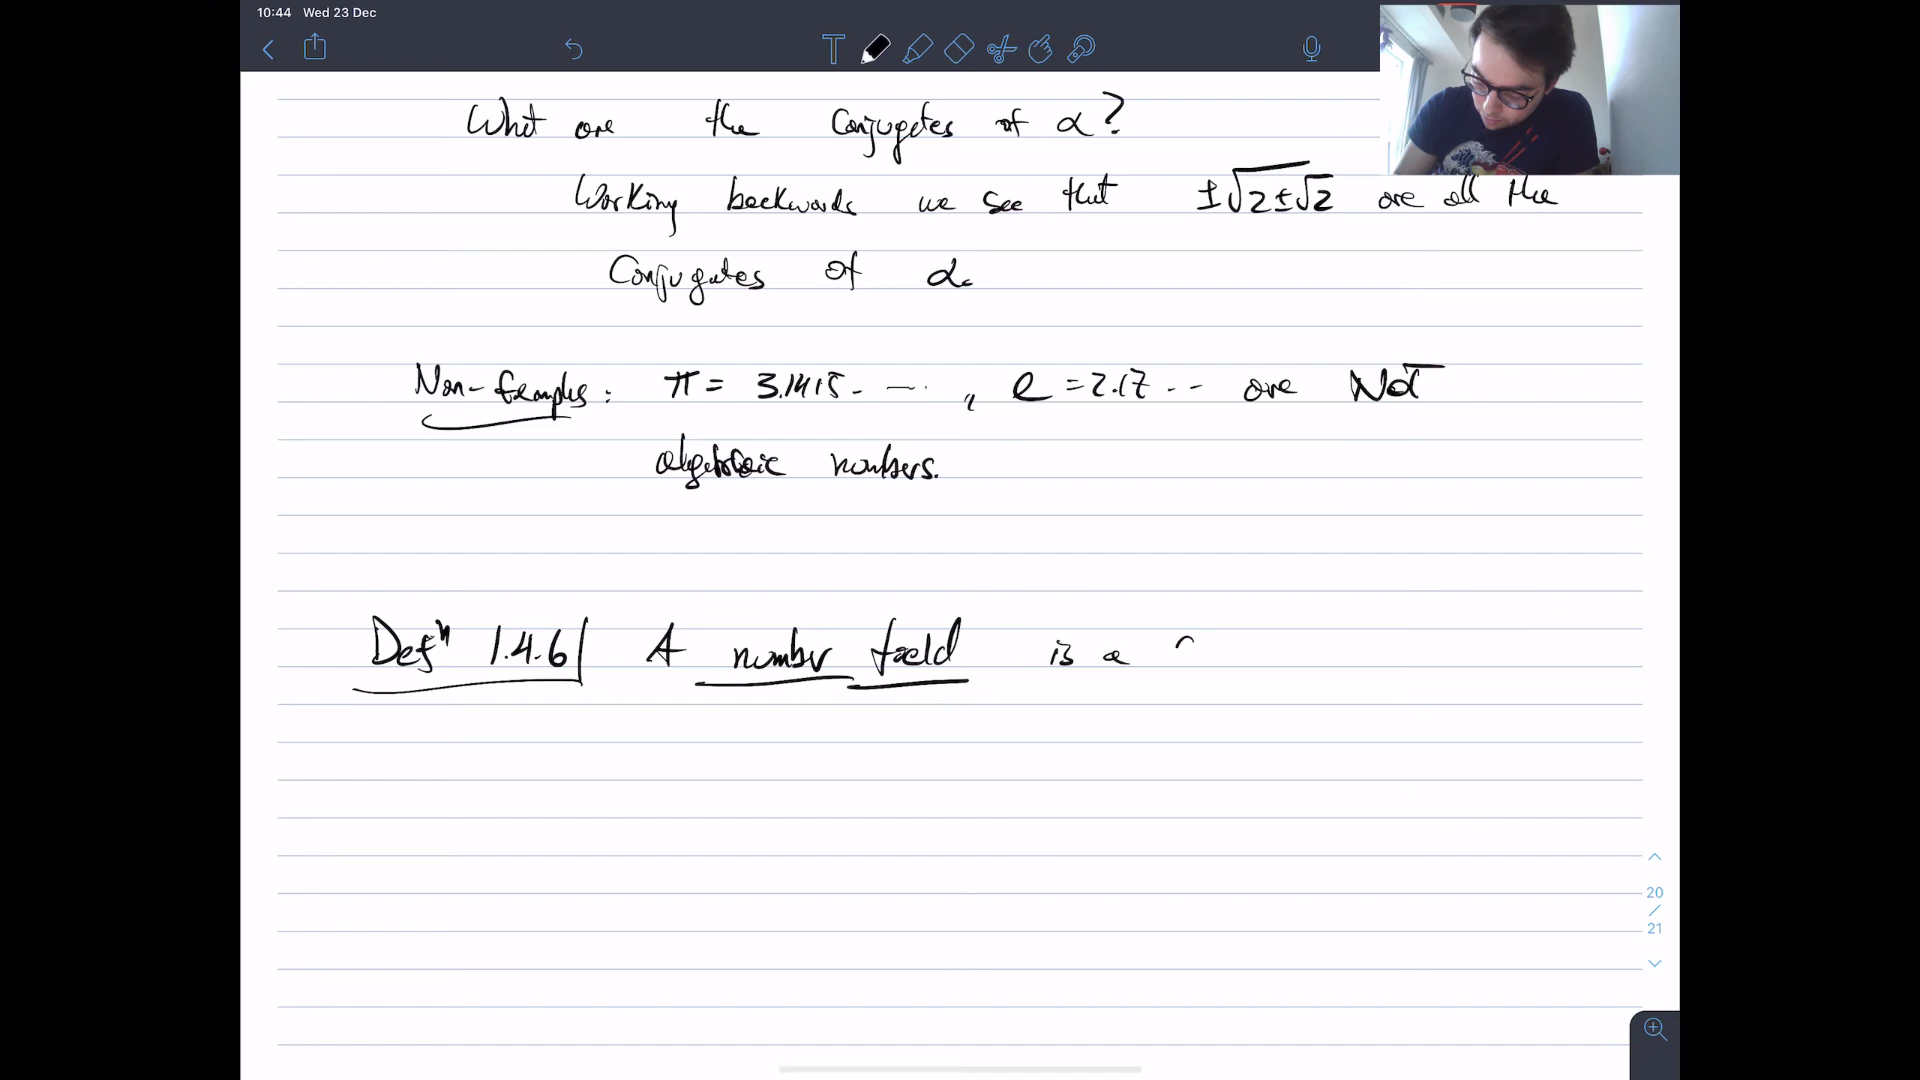 10:44 Wed 23 Dec
What are the conjugates of α?
Working backwards we see that ±√2±√2 are all the
Conjugates of α.
Non-Examples: π = 3.1415..., e = 2.17... are NOT
algebraic numbers.
Defⁿ 1.4.6 A number field is a
20
/
21